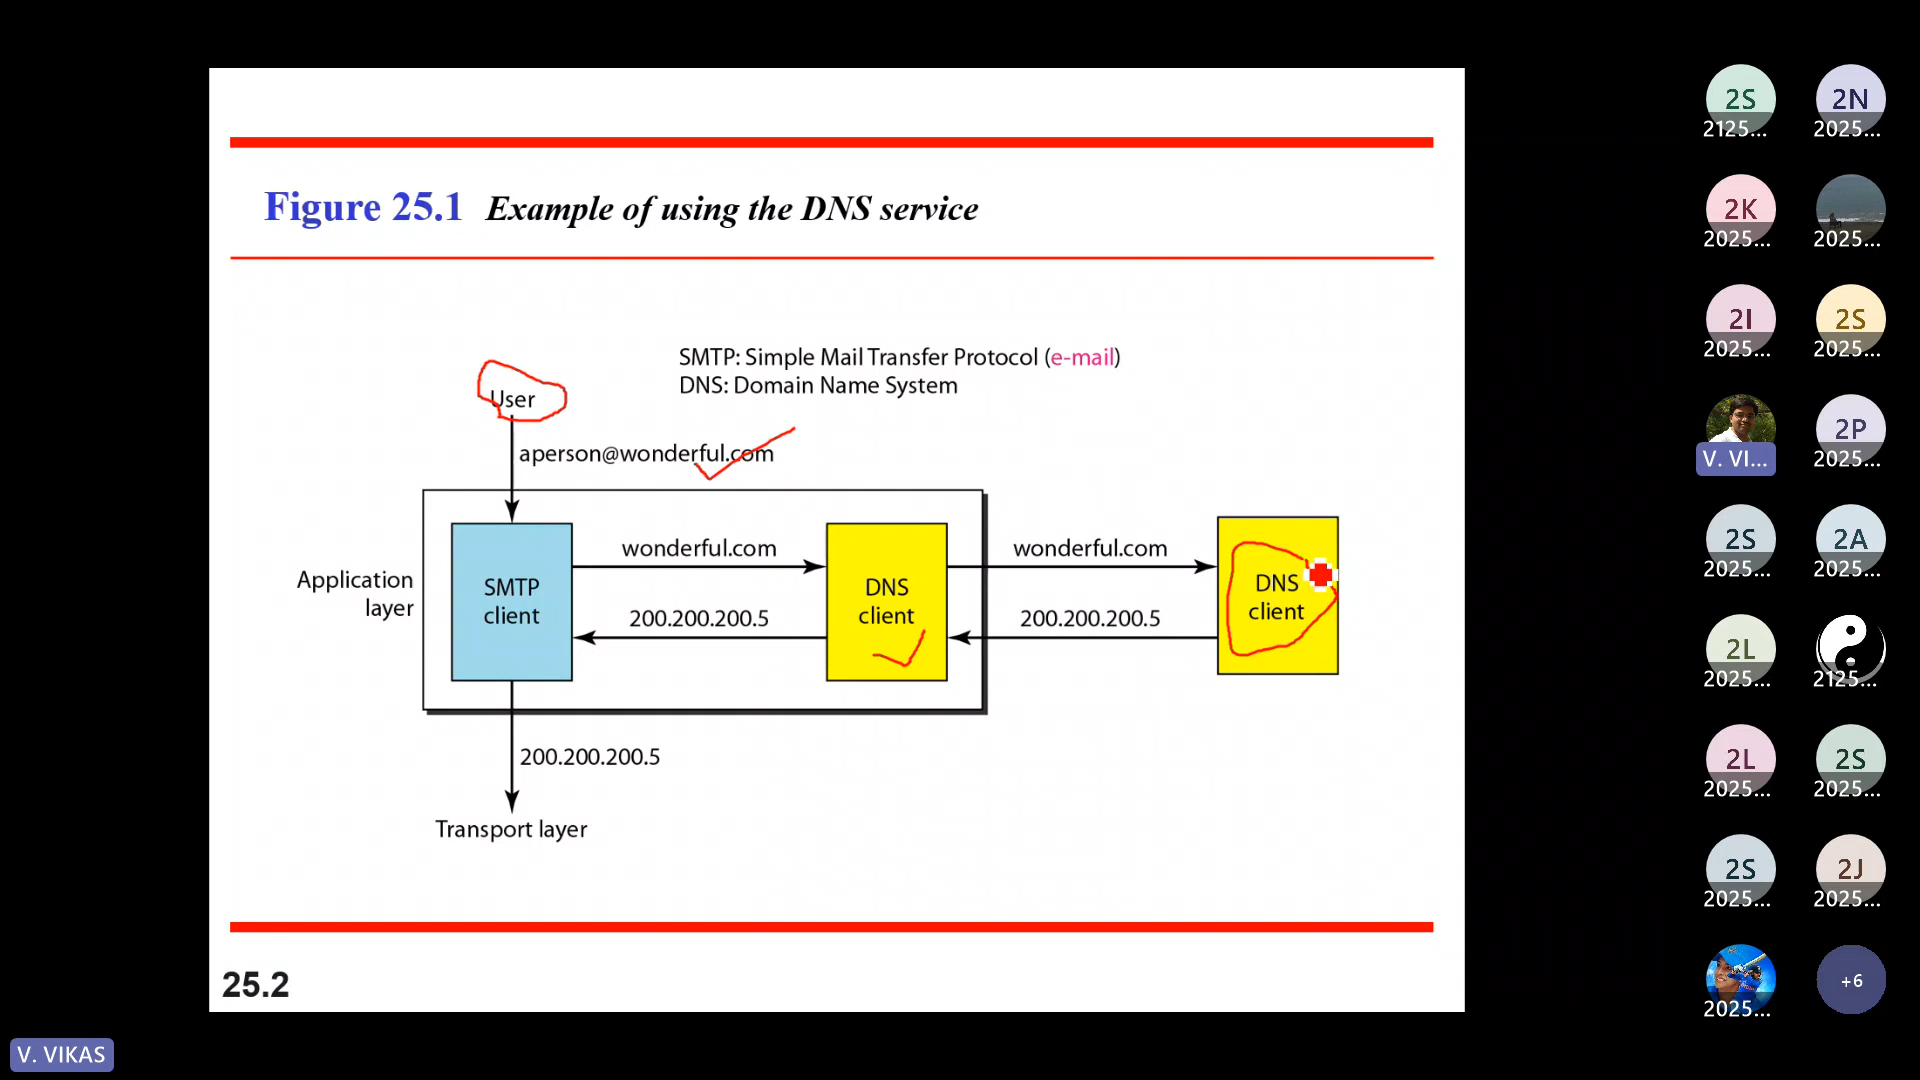 Figure 25.1 Example of using the DNS service
SMTP: Simple Mail Transfer Protocol (e-mail)
DNS: Domain Name System
User
aperson@wonderful.com
Application
layer
SMTP
client
wonderful.com
200.200.200.5
DNS
client
wonderful.com
200.200.200.5
DNS
client
200.200.200.5
Transport layer
25.2
V. VIKAS
2S
2125...
2N
2025...
2K
2025...
2025...
2I
2025...
2S
2025...
V. VI...
2P
2025...
2S
2025...
2A
2025...
2L
2025...
2125...
2L
2025...
2S
2025...
2S
2025...
2J
2025...
2025...
+6